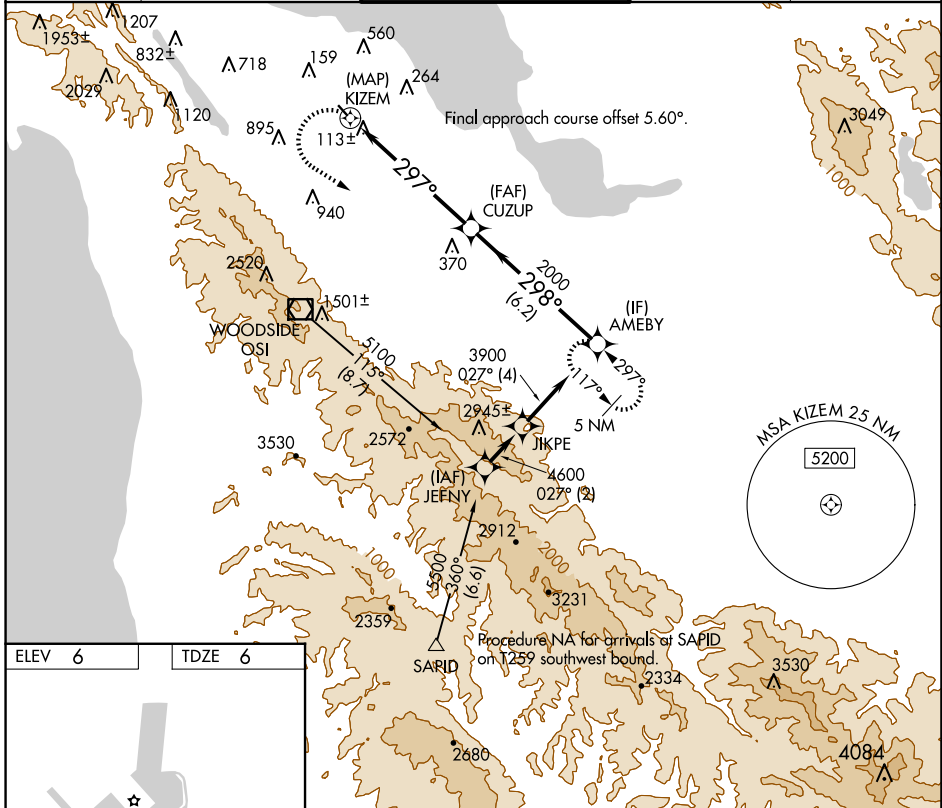 1207
1953±
832±
560
718
159
2029
(MAP)
KIZEM
264
1120
895
113±
Final approach course offset 5.60°.
3049
1000
297°
(FAF)
CUZUP
940
370
2520
2000
298°
(6.2)
1501±
(IF)
AMEBY
WOODSIDE
OSI
5100
115°
(8.7)
3900
027° (4)
117°
297°
5 NM
2945±
JIKPE
MSA KIZEM 25 NM
5200
3530
2572
(IAF)
JEFNY
4600
027° (2)
2912
2000
1000
5500
360°
(6.6)
3231
2359
SAPID
Procedure NA for arrivals at SAPID
on T259 southwest bound.
2334
3530
ELEV 6
TDZE 6
2680
4084